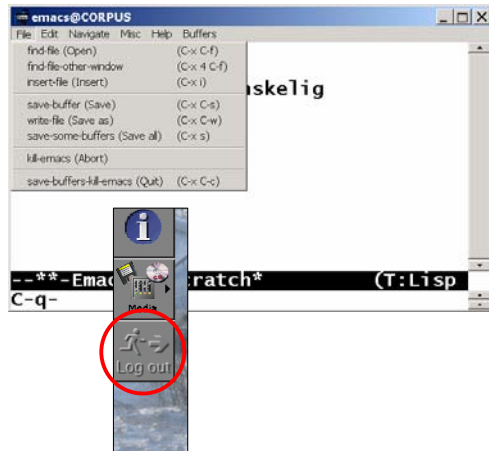 emacs@CORPUS
File Edit Navigate Misc Help Buffers
find-file (Open) (C-x C-f)
find-file-other-window (C-x 4 C-f)
insert-file (Insert) (C-x i)
nskelig
save-buffer (Save) (C-x C-s)
write-file (Save as) (C-x C-w)
save-some-buffers (Save all) (C-x s)
kill-emacs (Abort)
save-buffers-kill-emacs (Quit) (C-x C-c)
i
--**-Emac ratch* (T:Lisp
C-q-
Media
Log out